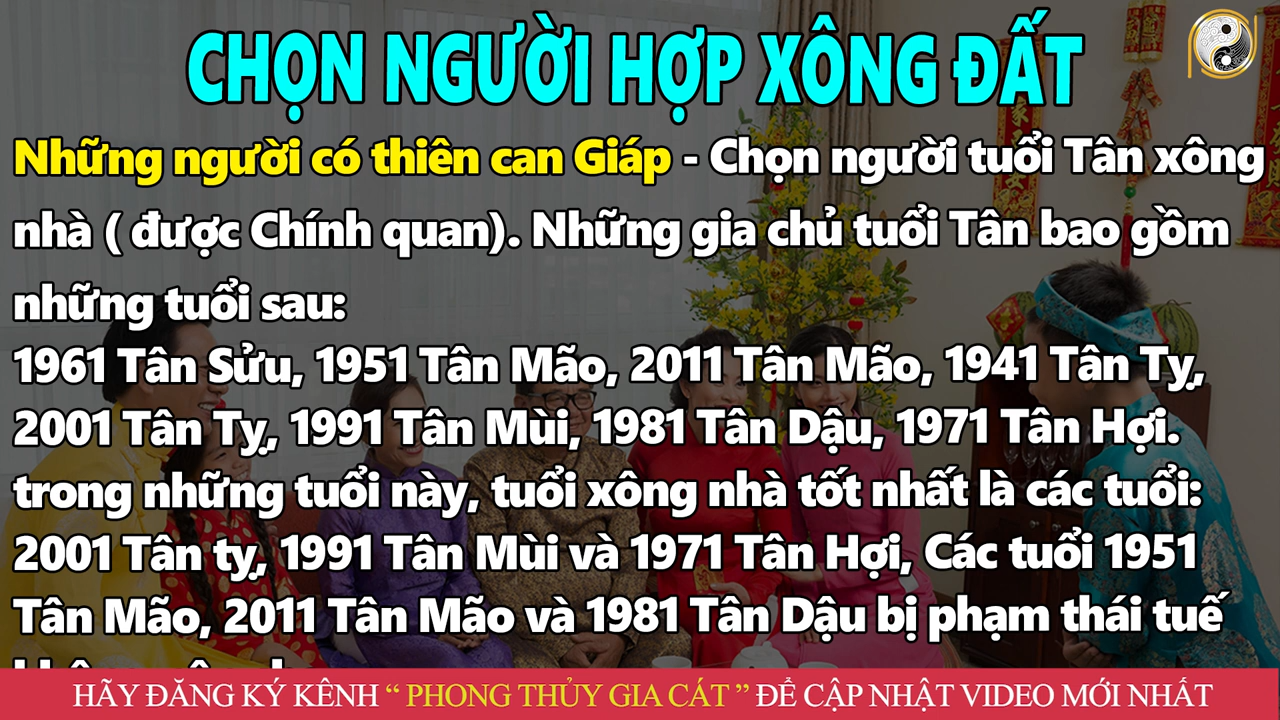 CHỌN NGƯỜI HỢP XÔNG ĐẤT
Những người có thiên can Giáp - Chọn người tuổi Tân xông
nhà ( được Chính quan). Những gia chủ tuổi Tân bao gồm
những tuổi sau:
1961 Tân Sửu, 1951 Tân Mão, 2011 Tân Mão, 1941 Tân Tỵ,
2001 Tân Tỵ, 1991 Tân Mùi, 1981 Tân Dậu, 1971 Tân Hợi.
trong những tuổi này, tuổi xông nhà tốt nhất là các tuổi:
2001 Tân tỵ, 1991 Tân Mùi và 1971 Tân Hợi, Các tuổi 1951
Tân Mão, 2011 Tân Mão và 1981 Tân Dậu bị phạm thái tuế
HÃY ĐĂNG KÝ KÊNH “ PHONG THỦY GIA CÁT ” ĐỂ CẬP NHẬT VIDEO MỚI NHẤT